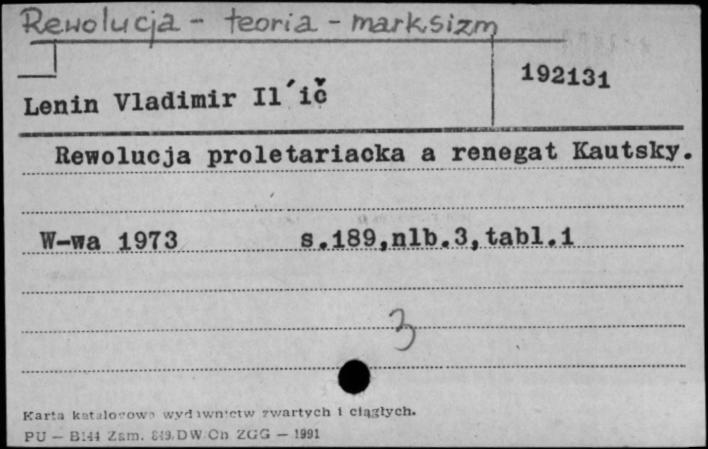 Rewolucja - teoria - marksizm
192131
Lenin Vladimir Il´ič
Rewolucja proletariacka a renegat Kautsky.
W-wa 1973 s.189,nlb.3,tabl.1
3
Karta katalogowa wydawnictw zwartych i ciągłych.
PU — B144 Zam. 849 DW Ch ZGG — 1991